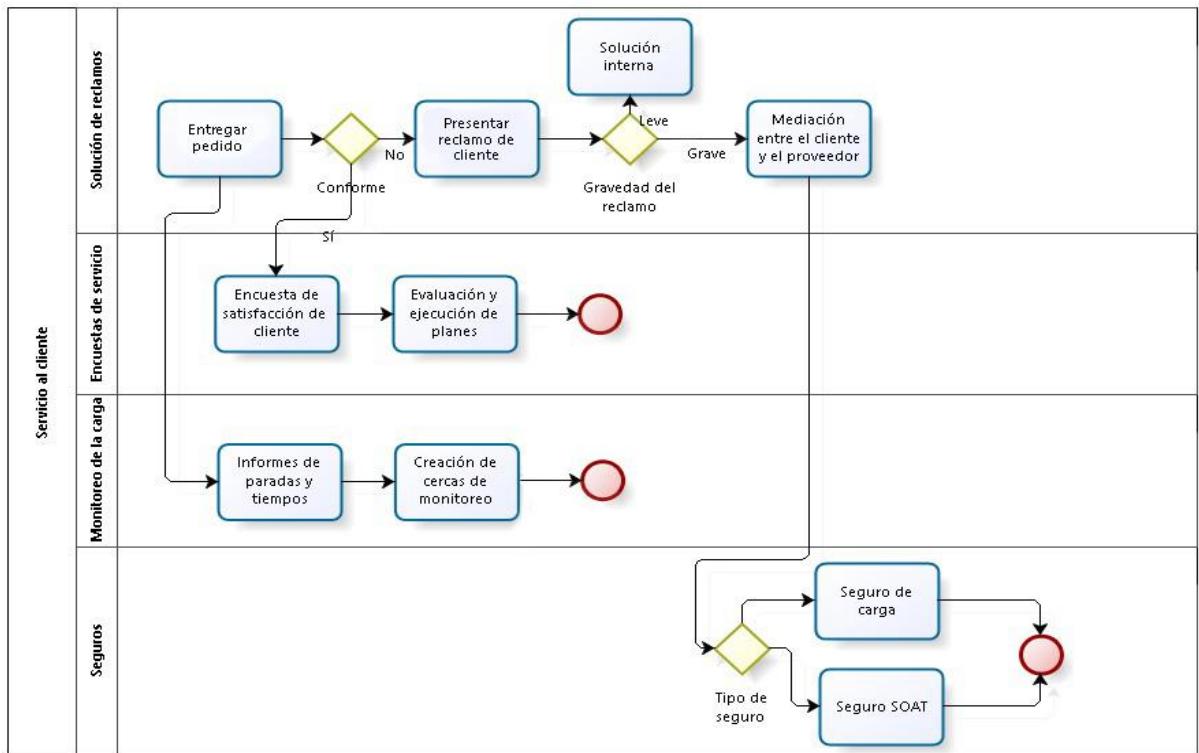 Servicio al cliente
Solución de reclamos
Entregar
pedido
Conforme
No
Sí
Presentar
reclamo de
cliente
Gravedad del
reclamo
Leve
Solución
interna
Grave
Mediación
entre el cliente
y el proveedor
Encuestas de servicio
Encuesta de
satisfacción de
cliente
Evaluación y
ejecución de
planes
Monitoreo de la carga
Informes de
paradas y
tiempos
Creación de
cercas de
monitoreo
Seguros
Tipo de
seguro
Seguro de
carga
Seguro SOAT